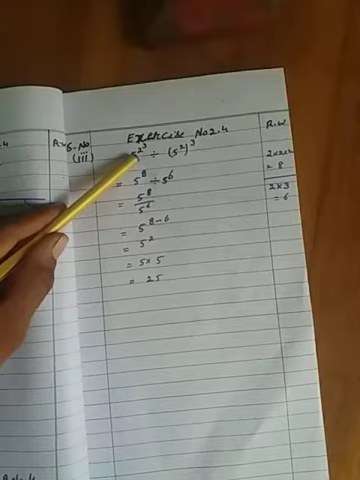 Exercise No 2.4
S.No (iii)
R.W
5^2^3 ÷ (5^2)^3
= 5^8 ÷ 5^6
= 5^8/5^6
= 5^8-6
= 5^2
= 5×5
= 25
2×2×2
= 8
2×3
= 6